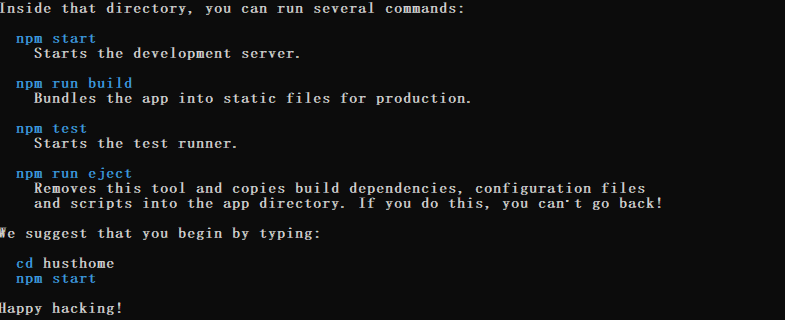 Inside that directory, you can run several commands:
npm start
Starts the development server.
npm run build
Bundles the app into static files for production.
npm test
Starts the test runner.
npm run eject
Removes this tool and copies build dependencies, configuration files
and scripts into the app directory. If you do this, you can't go back!
We suggest that you begin by typing:
cd husthome
npm start
Happy hacking!